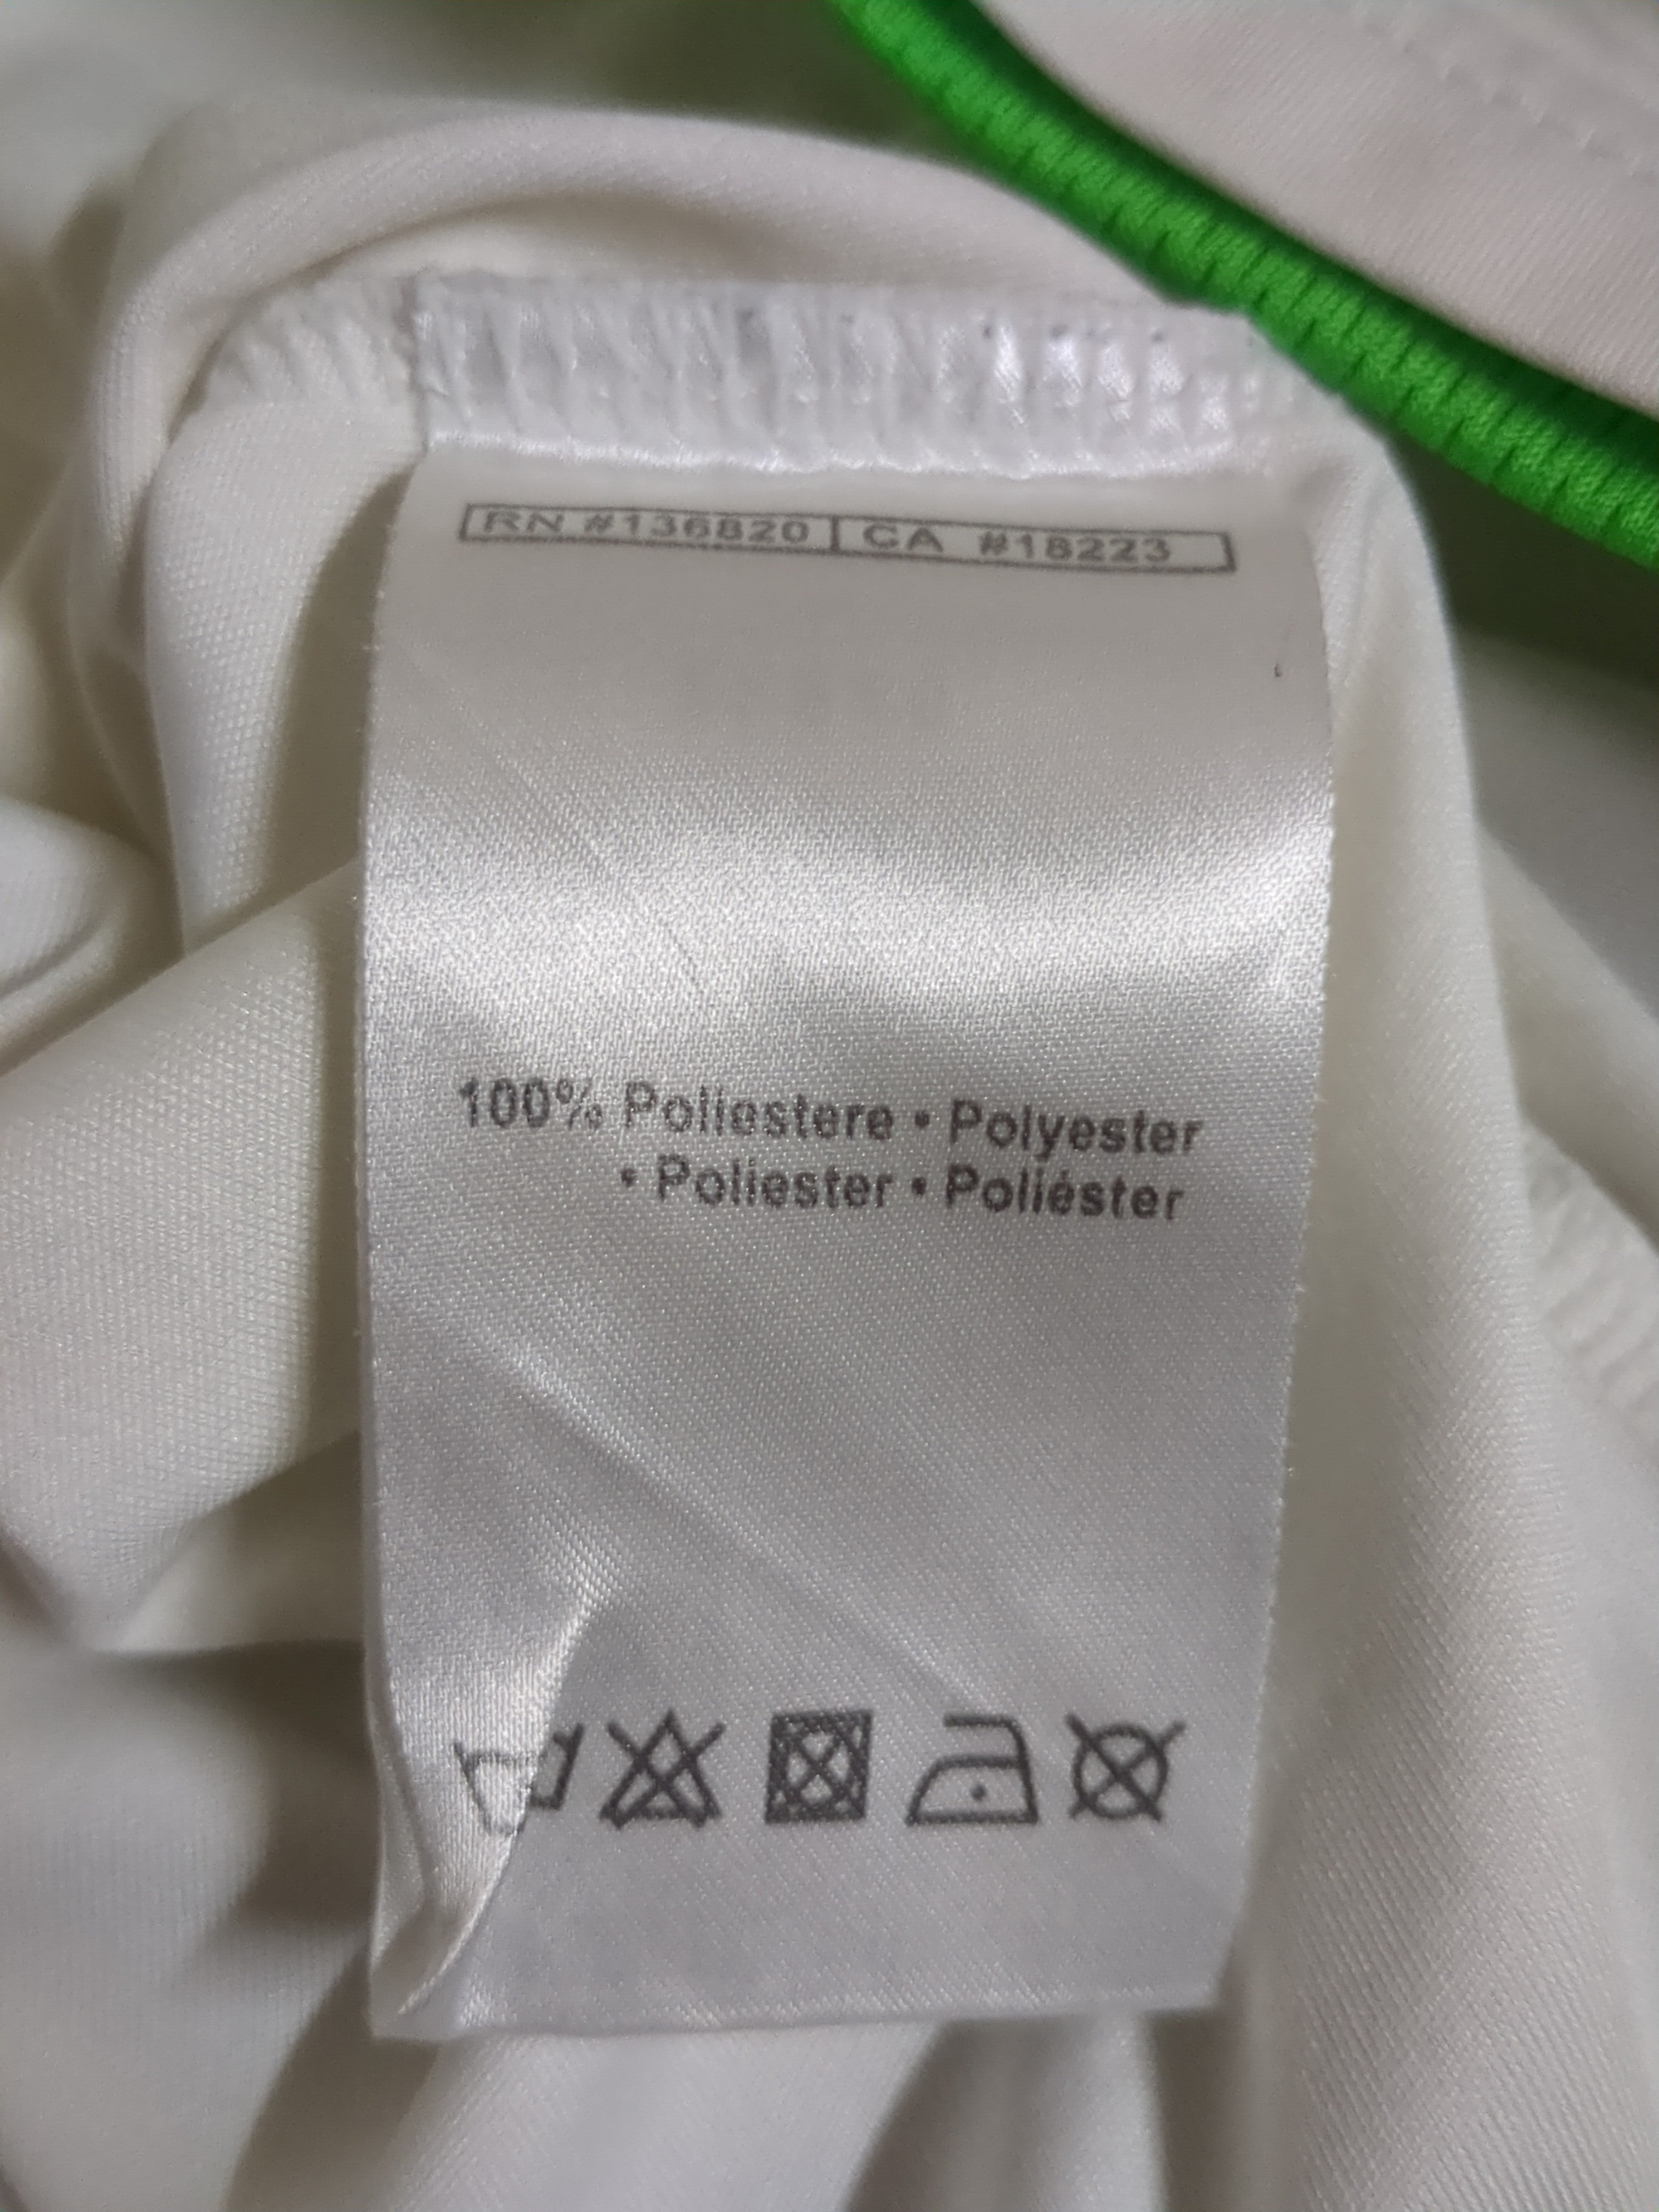 RN #136820 CA #18223
100% Poliestere • Polyester
• Poliester • Poliéster